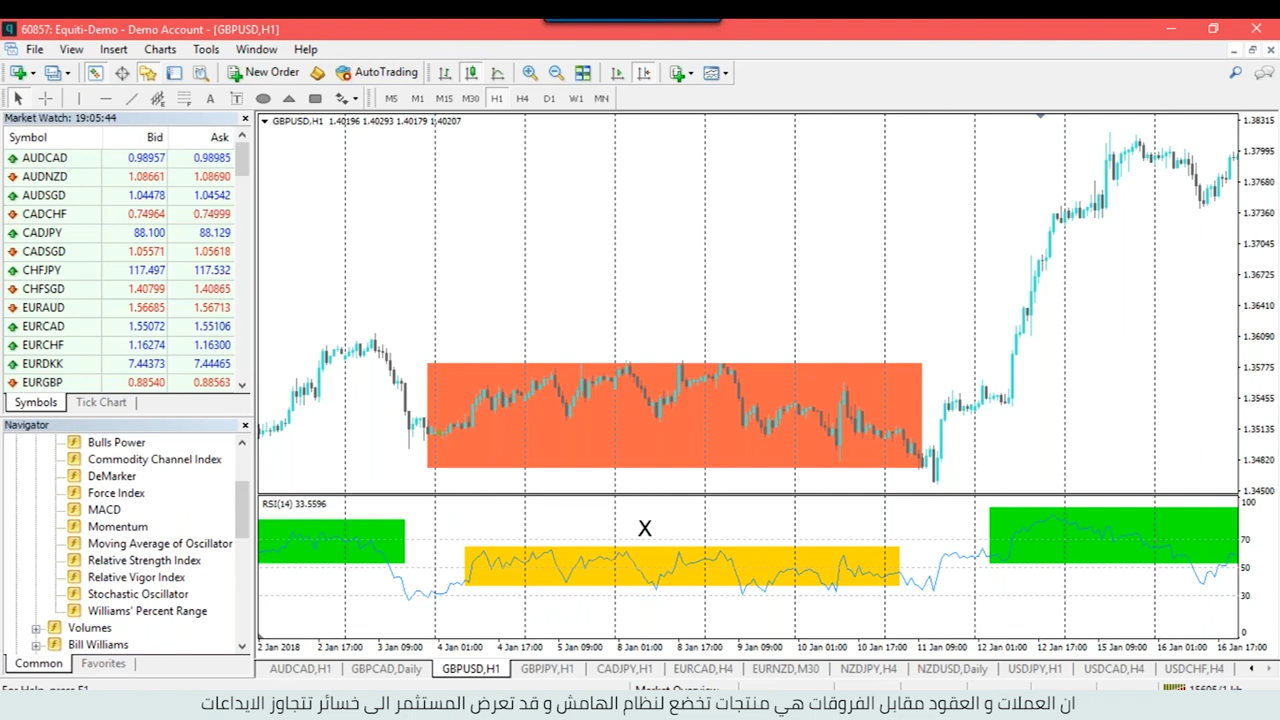 60857: Equiti-Demo - Demo Account - [GBPUSD,H1]
File View Insert Charts Tools Window Help
New Order AutoTrading
A T M5 M1 M15 M30 H1 H4 D1 W1 MN
Market Watch: 19:05:44
Symbol Bid Ask
AUDCAD 0.98957 0.98985
AUDNZD 1.08661 1.08690
AUDSGD 1.04478 1.04542
CADCHF 0.74964 0.74999
CADJPY 88.100 88.129
CADSGD 1.05571 1.05618
CHFJPY 117.497 117.532
CHFSGD 1.40799 1.40865
EURAUD 1.56685 1.56713
EURCAD 1.55072 1.55106
EURCHF 1.16274 1.16300
EURDKK 7.44373 7.44465
EURGBP 0.88540 0.88563
Symbols Tick Chart
Navigator
Bulls Power
Commodity Channel Index
DeMarker
Force Index
MACD
Momentum
Moving Average of Oscillator
Relative Strength Index
Relative Vigor Index
Stochastic Oscillator
Williams' Percent Range
Volumes
Bill Williams
Common Favorites
GBPUSD,H1 1.40196 1.40293 1.40179 1.40207
1.38315
1.37995
1.37680
1.37360
1.37045
1.36725
1.36410
1.36090
1.35775
1.35455
1.35135
1.34820
1.34500
RSI(14) 33.5596
X
100
70
50
30
0
2 Jan 2018 2 Jan 17:00 3 Jan 09:00 4 Jan 01:00 4 Jan 17:00 5 Jan 09:00 8 Jan 01:00 8 Jan 17:00 9 Jan 09:00 10 Jan 01:00 10 Jan 17:00 11 Jan 09:00 12 Jan 01:00 12 Jan 17:00 15 Jan 09:00 16 Jan 01:00 16 Jan 17:00
AUDCAD,H1 GBPCAD,Daily GBPUSD,H1 GBPJPY,H1 CADJPY,H1 EURCAD,H4 EURNZD,M30 NZDJPY,H4 NZDUSD,Daily USDJPY,H1 USDCAD,H4 USDCHF,H4
ان العملات و العقود مقابل الفروقات هي منتجات تخضع لنظام الهامش و قد تعرض المستثمر الى خسائر تتجاوز الايداعات